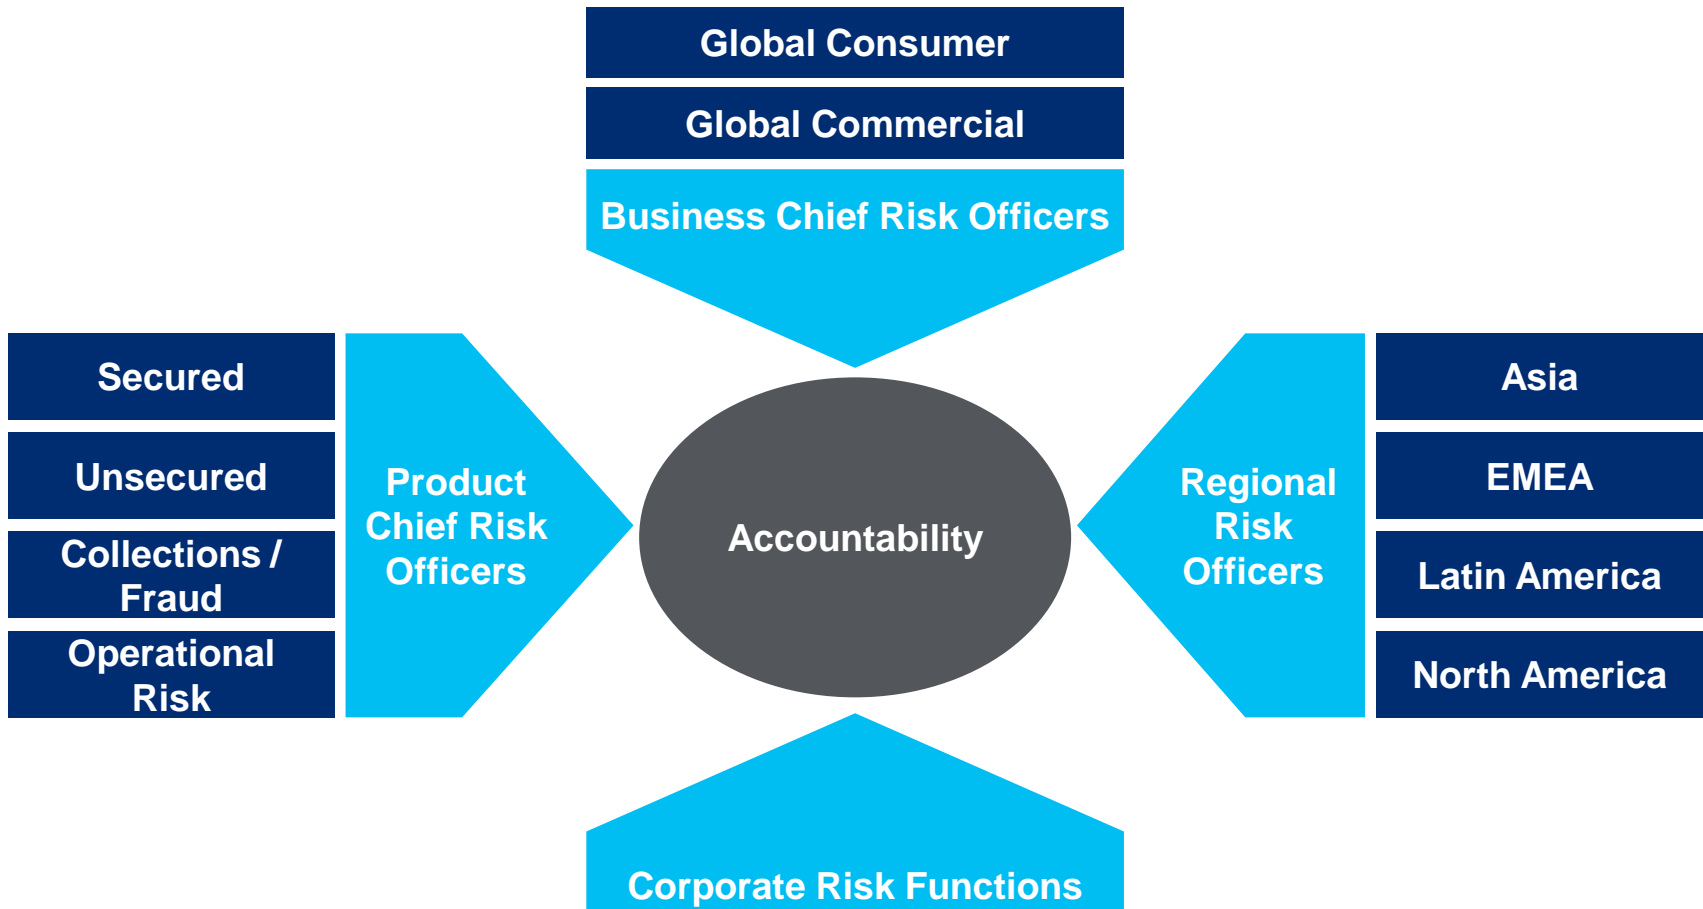 Global Consumer
Global Commercial
Business Chief Risk Officers
Secured
Unsecured
Collections /
Fraud
Operational
Risk
Product
Chief Risk
Officers
Accountability
Regional
Risk
Officers
Asia
EMEA
Latin America
North America
Corporate Risk Functions